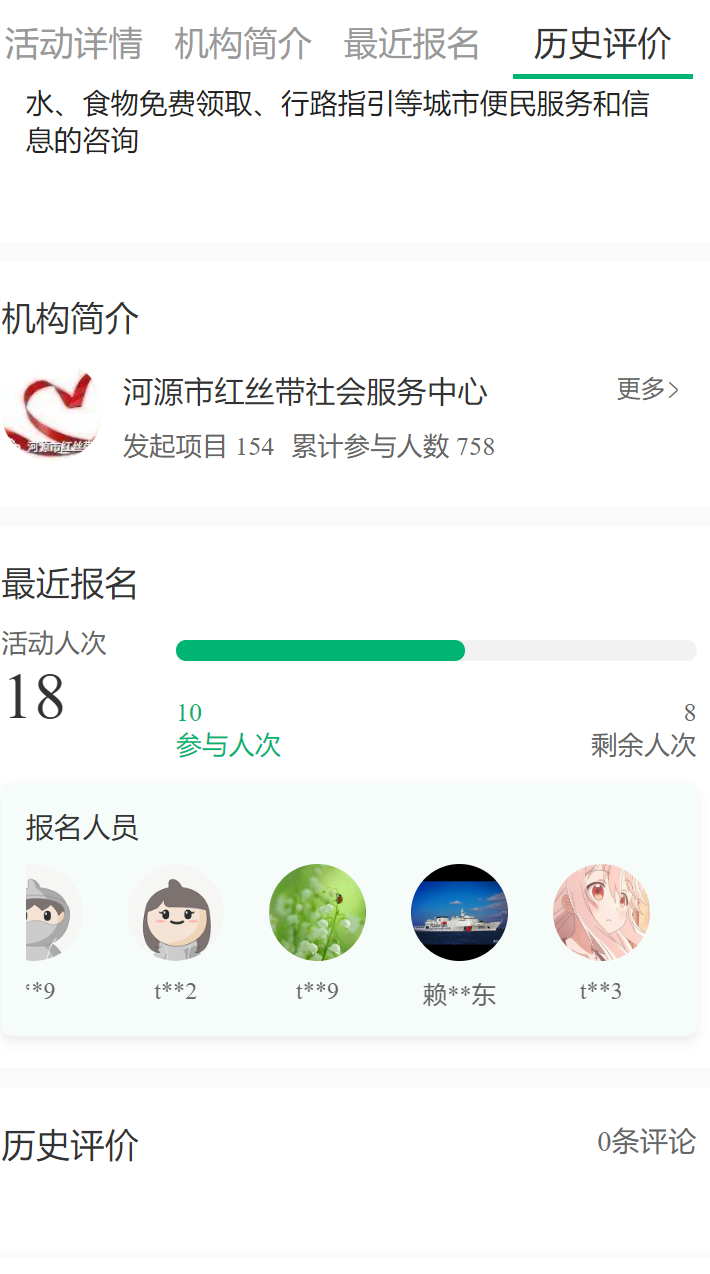 活动详情 机构简介 最近报名 历史评价
水、食物免费领取、行路指引等城市便民服务和信
息的咨询
机构简介
河源市红丝带社会服务中心 更多
发起项目 154 累计参与人数 758
最近报名
活动人次
18
10 8
参与人次 剩余人次
报名人员
*9 t**2 t**9 赖**东 t**3
历史评价 0条评论